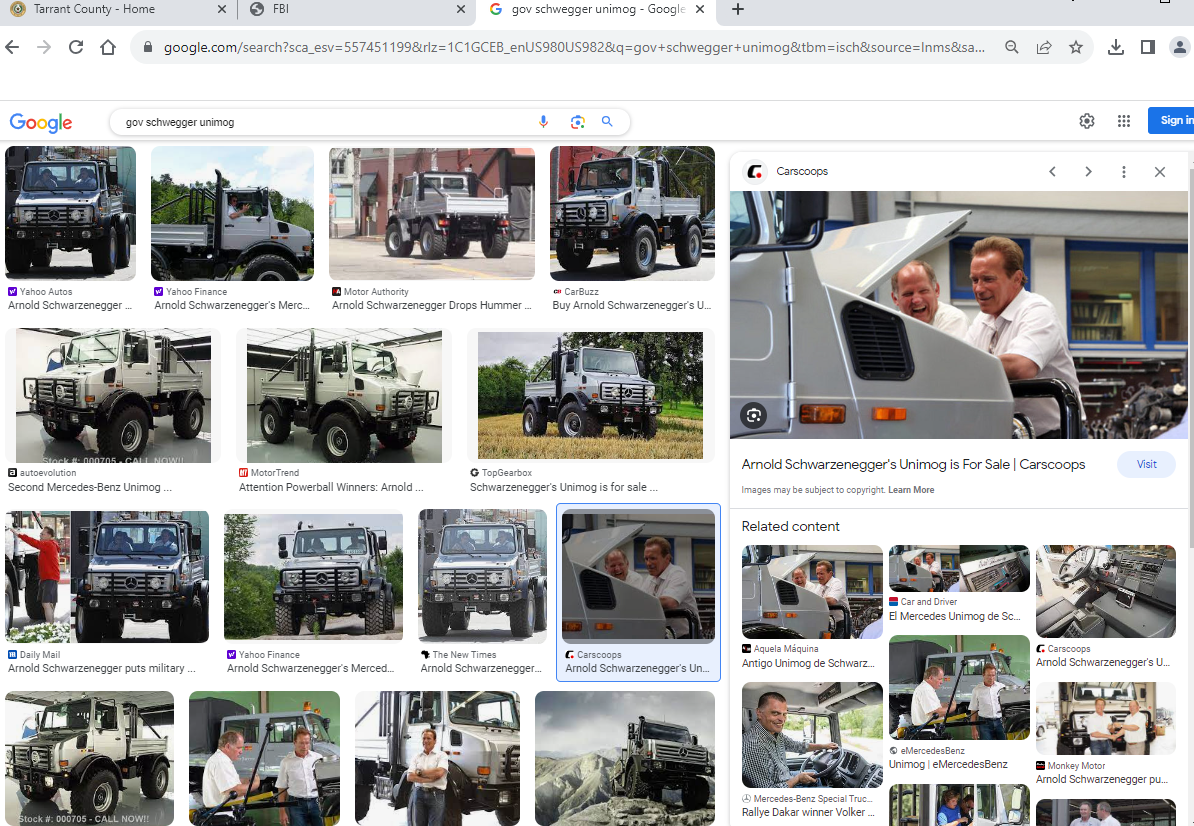 Tarrant County - Home
FBI
gov schwegger unimog - Google
google.com/search?sca_esv=557451199&rlz=1C1GCEB_enUS980US982&q=gov+schwegger+unimog&tbm=isch&source=lnms&sa...
Google
gov schwegger unimog
Sign in
Yahoo Autos
Arnold Schwarzenegger ...
Yahoo Finance
Arnold Schwarzenegger's Merc...
Motor Authority
Arnold Schwarzenegger Drops Hummer ...
CarBuzz
Buy Arnold Schwarzenegger's U...
Stock #: 000705 - CALL NOW!!
autoevolution
Second Mercedes-Benz Unimog ...
MotorTrend
Attention Powerball Winners: Arnold ...
TopGearbox
Schwarzenegger's Unimog is for sale ...
Daily Mail
Arnold Schwarzenegger puts military ...
Yahoo Finance
Arnold Schwarzenegger's Merced...
The New Times
Arnold Schwarzenegger...
Carscoops
Arnold Schwarzenegger's Un...
Stock #: 000705 - CALL NOW!!
Carscoops
Arnold Schwarzenegger's Unimog is For Sale | Carscoops
Visit
Images may be subject to copyright. Learn More
Related content
Aquela Máquina
Antigo Unimog de Schwarz...
Car and Driver
El Mercedes Unimog de Sc...
Carscoops
Arnold Schwarzenegger's U...
Mercedes-Benz Special Truc...
Rallye Dakar winner Volker ...
eMercedesBenz
Unimog | eMercedesBenz
Monkey Motor
Arnold Schwarzenegger pu...